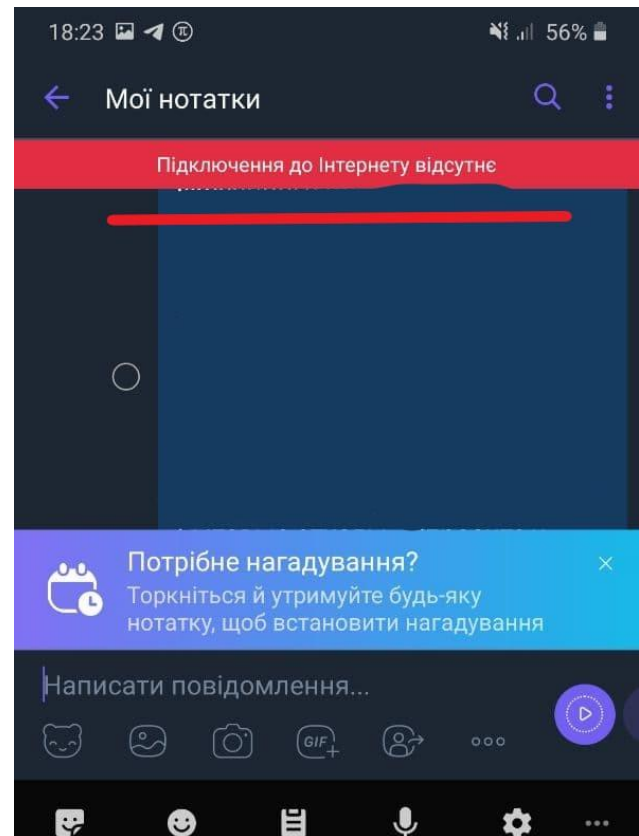 18:23 56%
Мої нотатки
Підключення до Інтернету відсутнє
Потрібне нагадування?
Торкніться й утримуйте будь-яку
нотатку, щоб встановити нагадування
Написати повідомлення...
GIF